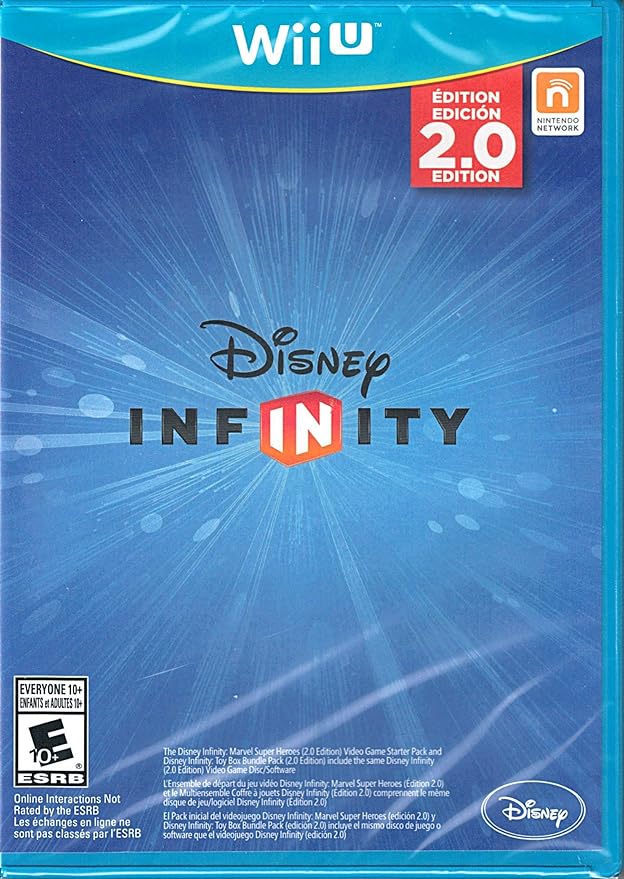 WiiU™
ÉDITION
EDICIÓN
2.0
EDITION
n
NINTENDO
NETWORK
Disney
INFINITY
EVERYONE 10+
ENFANTS et ADULTES 10+
E
10+
ESRB
Online Interactions Not
Rated by the ESRB
Les échanges en ligne ne
sont pas classés par l'ESRB
The Disney Infinity: Marvel Super Heroes (2.0 Edition) Video Game Starter Pack and
Disney Infinity: Toy Box Bundle Pack (2.0 Edition) include the same Disney Infinity
(2.0 Edition) Video Game Disc/Software
L'Ensemble de départ du jeu vidéo Disney Infinity: Marvel Super Heroes (Édition 2.0)
et le Multiensemble Coffre à jouets Disney Infinity (Édition 2.0) comprennent le même
disque de jeu/logiciel Disney Infinity (Édition 2.0)
El Pack inicial del videojuego Disney Infinity: Marvel Super Heroes (edición 2.0) y
Disney Infinity: Toy Box Bundle Pack (edición 2.0) incluye el mismo disco de juego o
software que el videojuego Disney Infinity (edición 2.0)
Disney